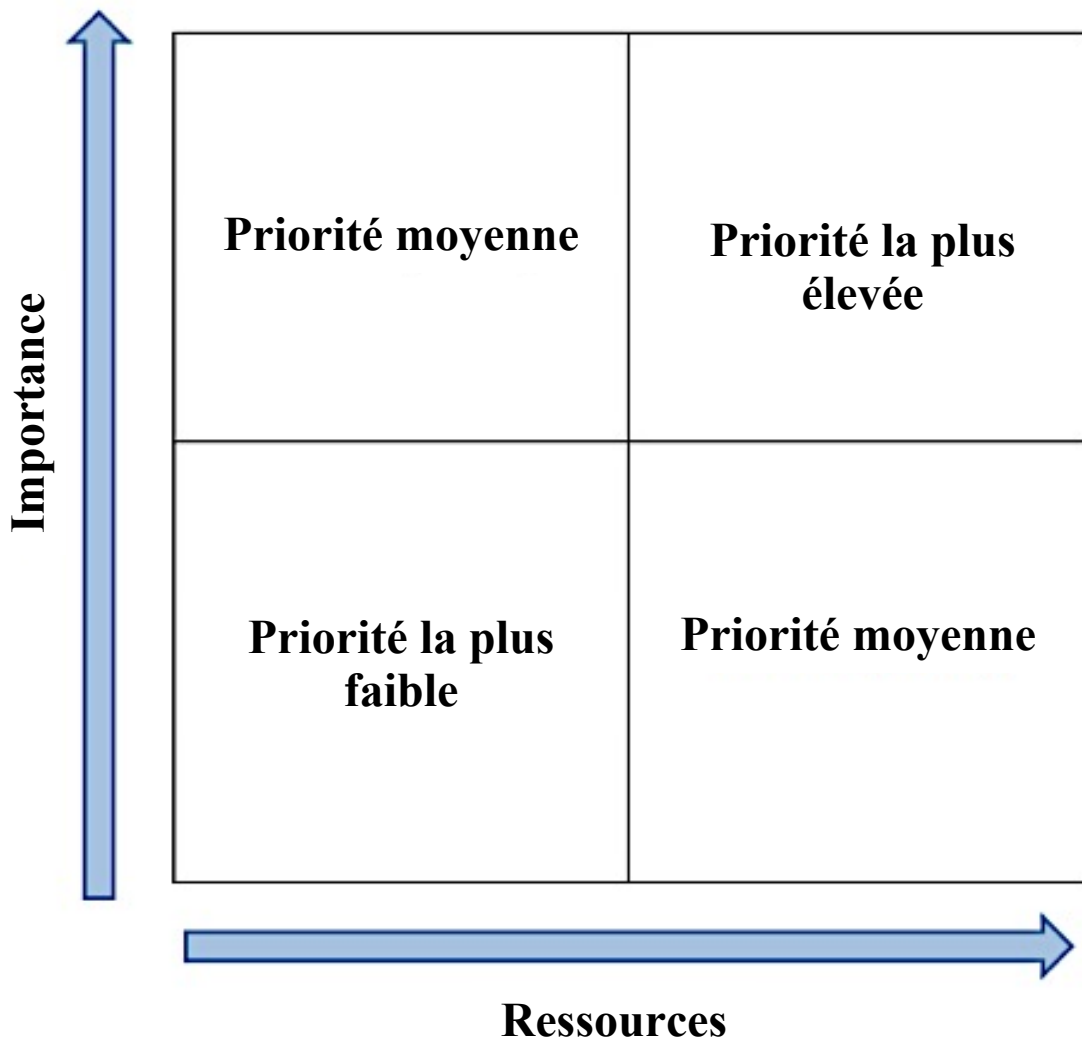 Priorité moyenne
Priorité la plus
élevée
Importance
Priorité la plus
faible
Priorité moyenne
Ressources